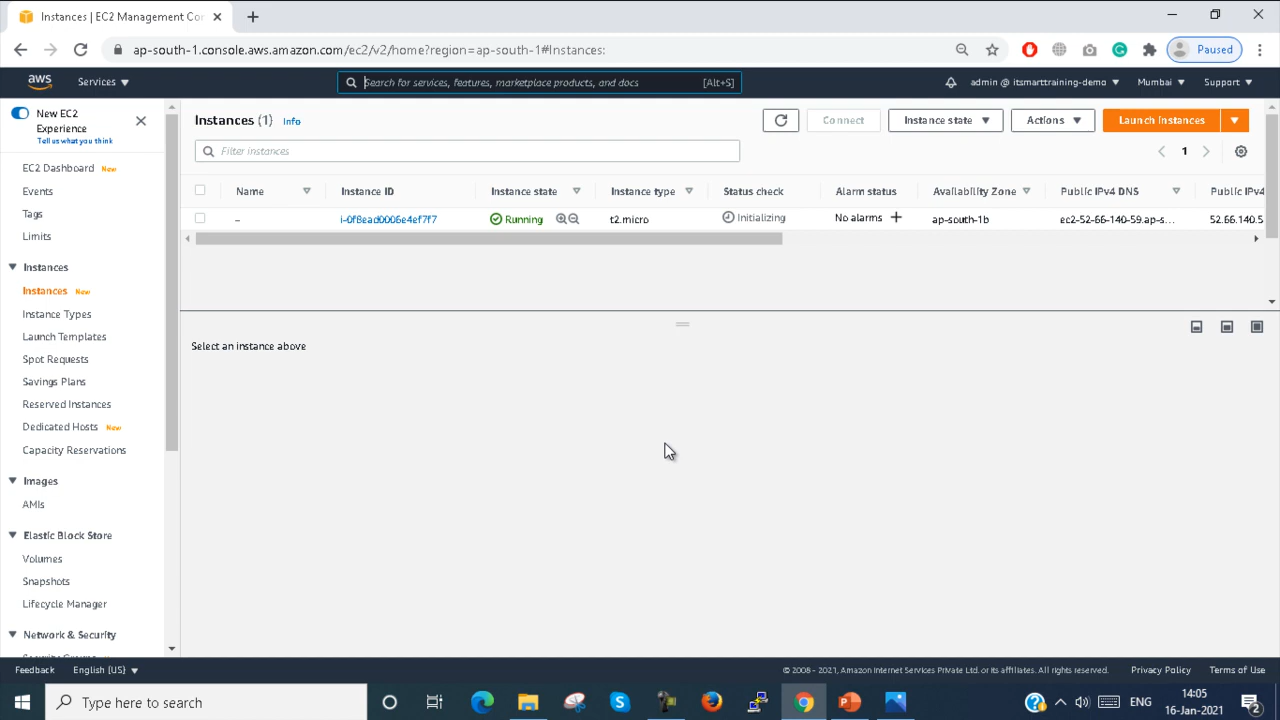 Instances | EC2 Management Con
ap-south-1.console.aws.amazon.com/ec2/v2/home?region=ap-south-1#Instances:
Paused
aws
Services
Search for services, features, marketplace products, and docs
[Alt+S]
admin @ itsmarttraining-demo
Mumbai
Support
New EC2
Experience
Tell us what you think
EC2 Dashboard New
Events
Tags
Limits
Instances
Instances New
Instance Types
Launch Templates
Spot Requests
Savings Plans
Reserved Instances
Dedicated Hosts New
Capacity Reservations
Images
AMIs
Elastic Block Store
Volumes
Snapshots
Lifecycle Manager
Network & Security
Instances (1) Info
Connect
Instance state
Actions
Launch instances
Filter instances
1
Name
Instance ID
Instance state
Instance type
Status check
Alarm status
Availability Zone
Public IPv4 DNS
Public IPv4
–
i-0f8ead0006e4ef7f7
Running
t2.micro
Initializing
No alarms
ap-south-1b
ec2-52-66-140-59.ap-s...
52.66.140.5
Select an instance above
Feedback
English (US)
© 2008 - 2021, Amazon Internet Services Private Ltd. or its affiliates. All rights reserved.
Privacy Policy
Terms of Use
Type here to search
ENG
14:05
16-Jan-2021
2